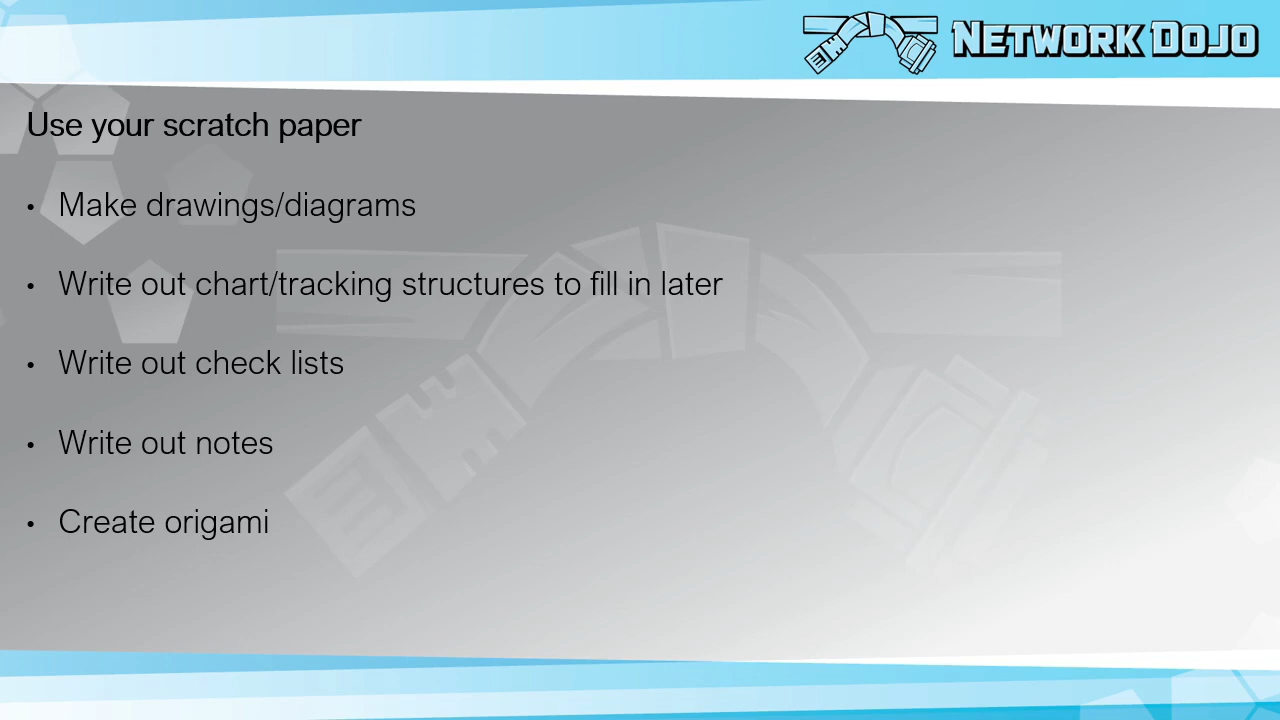 NETWORK DOJO
Use your scratch paper
• Make drawings/diagrams
• Write out chart/tracking structures to fill in later
• Write out check lists
• Write out notes
• Create origami